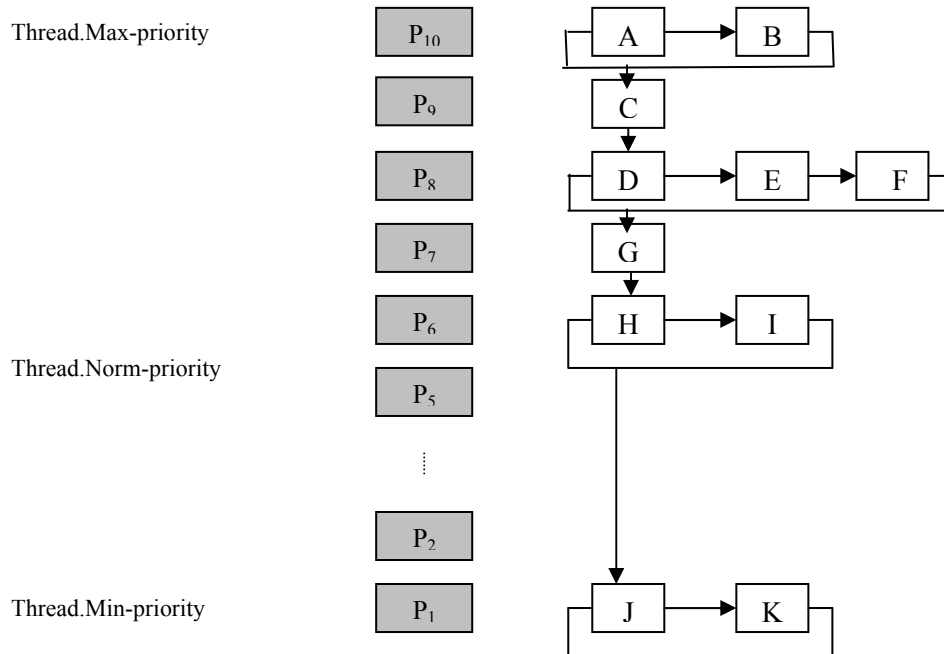 Thread.Max-priority P₁₀ A B
P₉ C
P₈ D E F
P₇ G
P₆ H I
Thread.Norm-priority
P₅
P₂
Thread.Min-priority P₁ J K